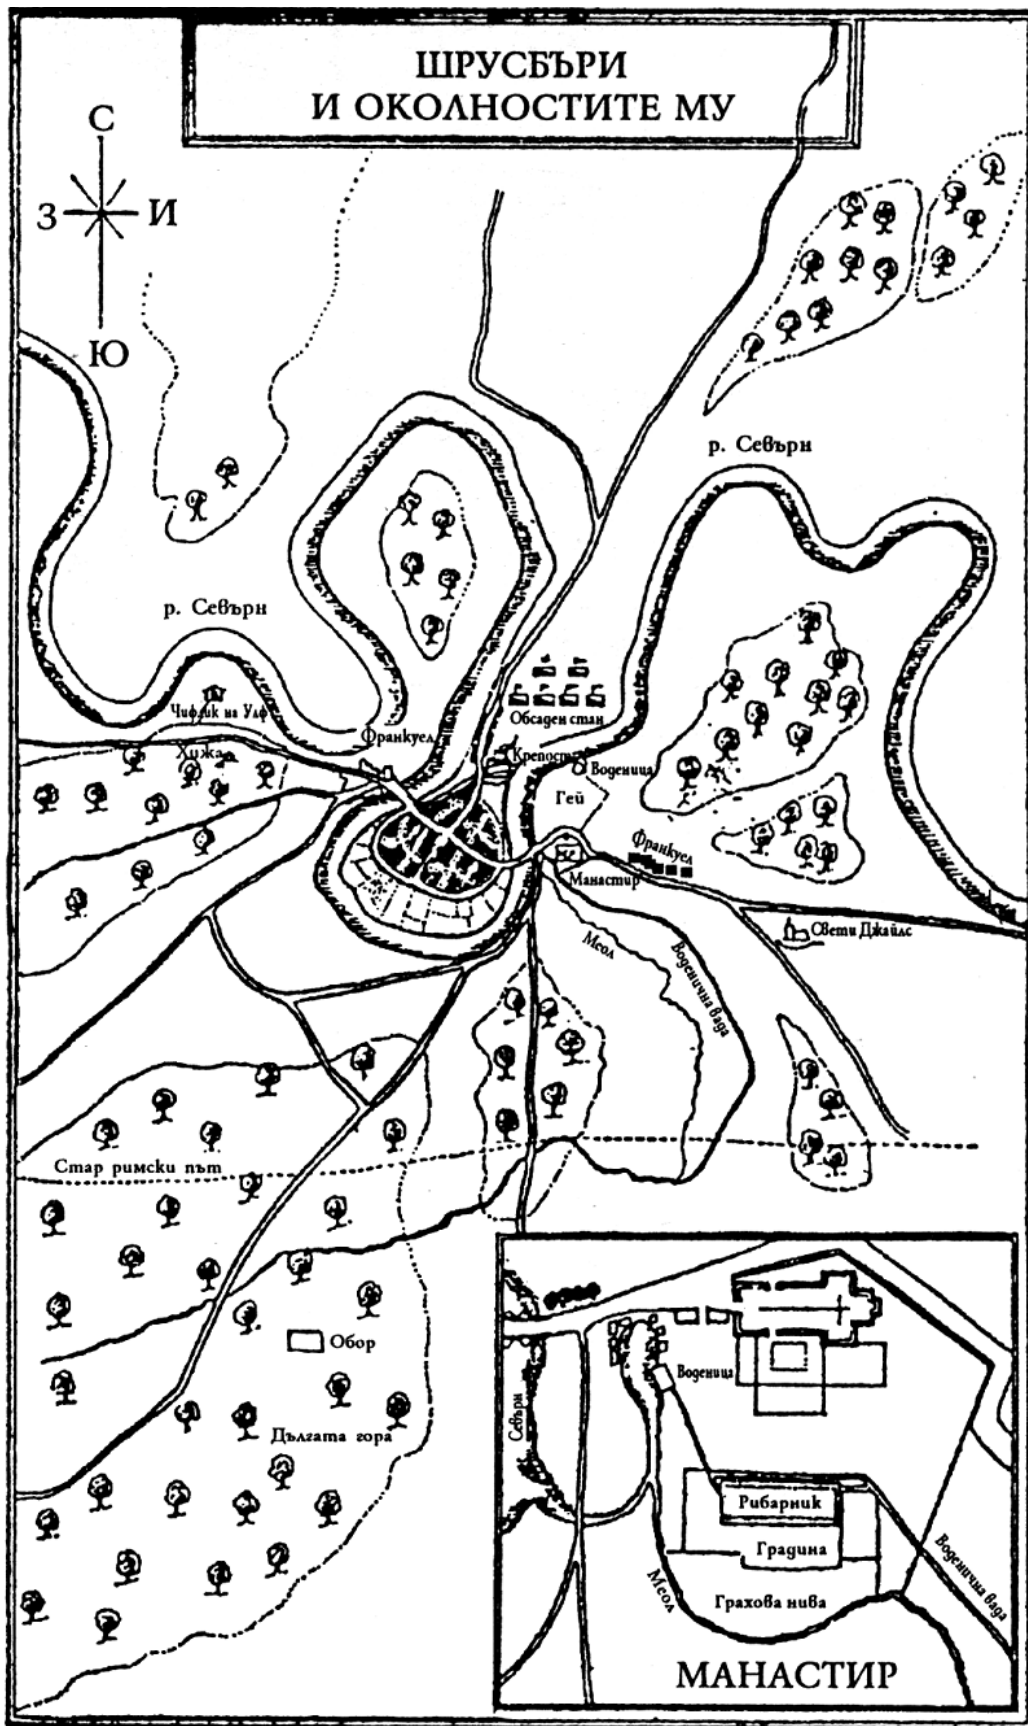 ШРУСБЪРИ
И ОКОЛНОСТИТЕ МУ
С
З
И
Ю
р. Севърн
р. Севърн
Чифлик на Улф
Хижа
Франкуел
Обсаден стан
Крепост
Воденица
Гей
Франкуел
Манастир
Свети Джайлс
Меол
Воденична вада
Стар римски път
Обор
Дългата гора
Воденица
Севърн
Рибарник
Градина
Меол
Грахова нива
Воденична вада
МАНАСТИР